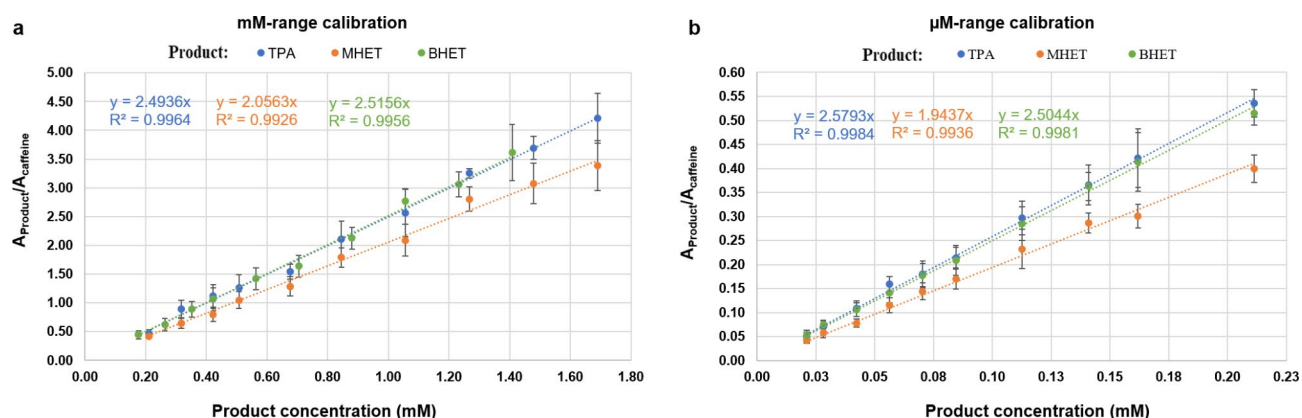 a
mM-range calibration
Product: TPA MHET BHET
5.00
4.50
4.00
3.50
3.00
2.50
2.00
1.50
1.00
0.50
0.00
y = 2.4936x y = 2.0563x y = 2.5156x
R² = 0.9964 R² = 0.9926 R² = 0.9956
AProduct/Acaffeine
0.00 0.20 0.40 0.60 0.80 1.00 1.20 1.40 1.60 1.80
Product concentration (mM)
b
µM-range calibration
Product: TPA MHET BHET
0.60
0.55
0.50
0.45
0.40
0.35
0.30
0.25
0.20
0.15
0.10
0.05
0.00
y = 2.5793x y = 1.9437x y = 2.5044x
R² = 0.9984 R² = 0.9936 R² = 0.9981
AProduct/Acaffeine
0.00 0.03 0.05 0.08 0.10 0.13 0.15 0.18 0.20 0.23
Product concentration (mM)